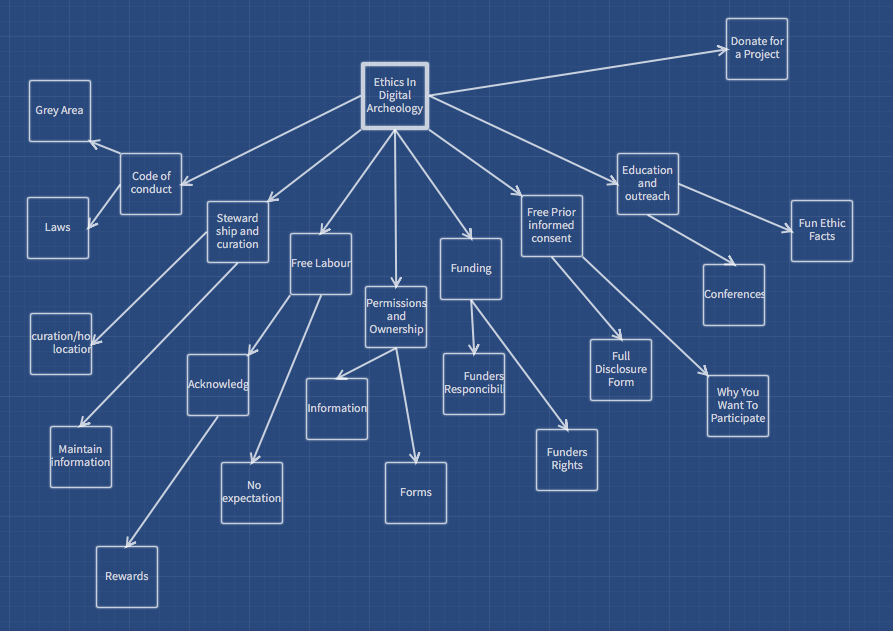 Donate for
a Project
Ethics In
Digital
Archeology
Grey Area
Code of
conduct
Education
and
outreach
Laws
Steward
ship and
curation
Free Prior
informed
consent
Fun Ethic
Facts
Free Labour
Funding
Conferences
Permissions
and
Ownership
curation/ho
location
Full
Disclosure
Form
Acknowledg
Funders
Responcibil
Information
Why You
Want To
Participate
Maintain
information
Funders
Rights
No
expectation
Forms
Rewards